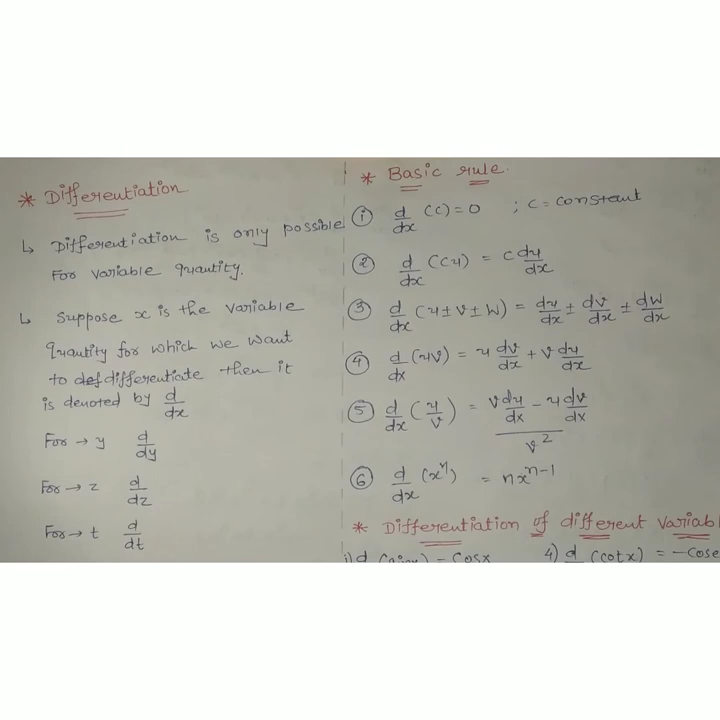 * Differentiation.
↳ Differentiation is only possible
For variable quantity.
↳ Suppose x is the variable
quantity for which we want
to def differentiate then it
is denoted by d/dx
For → y d/dy
For → z d/dz
For → t d/dt
* Basic rule.
① d/dx (c) = 0 ; c = constant
② d/dx (cu) = c du/dx
③ d/dx (u ± v ± w) = du/dx ± dv/dx ± dw/dx
④ d/dx (uv) = u dv/dx + v du/dx
⑤ d/dx (u/v) = (v du/dx - u dv/dx) / v²
⑥ d/dx (xⁿ) = nxⁿ⁻¹
* Differentiation of different variabl
4) d (cotx) = -cose